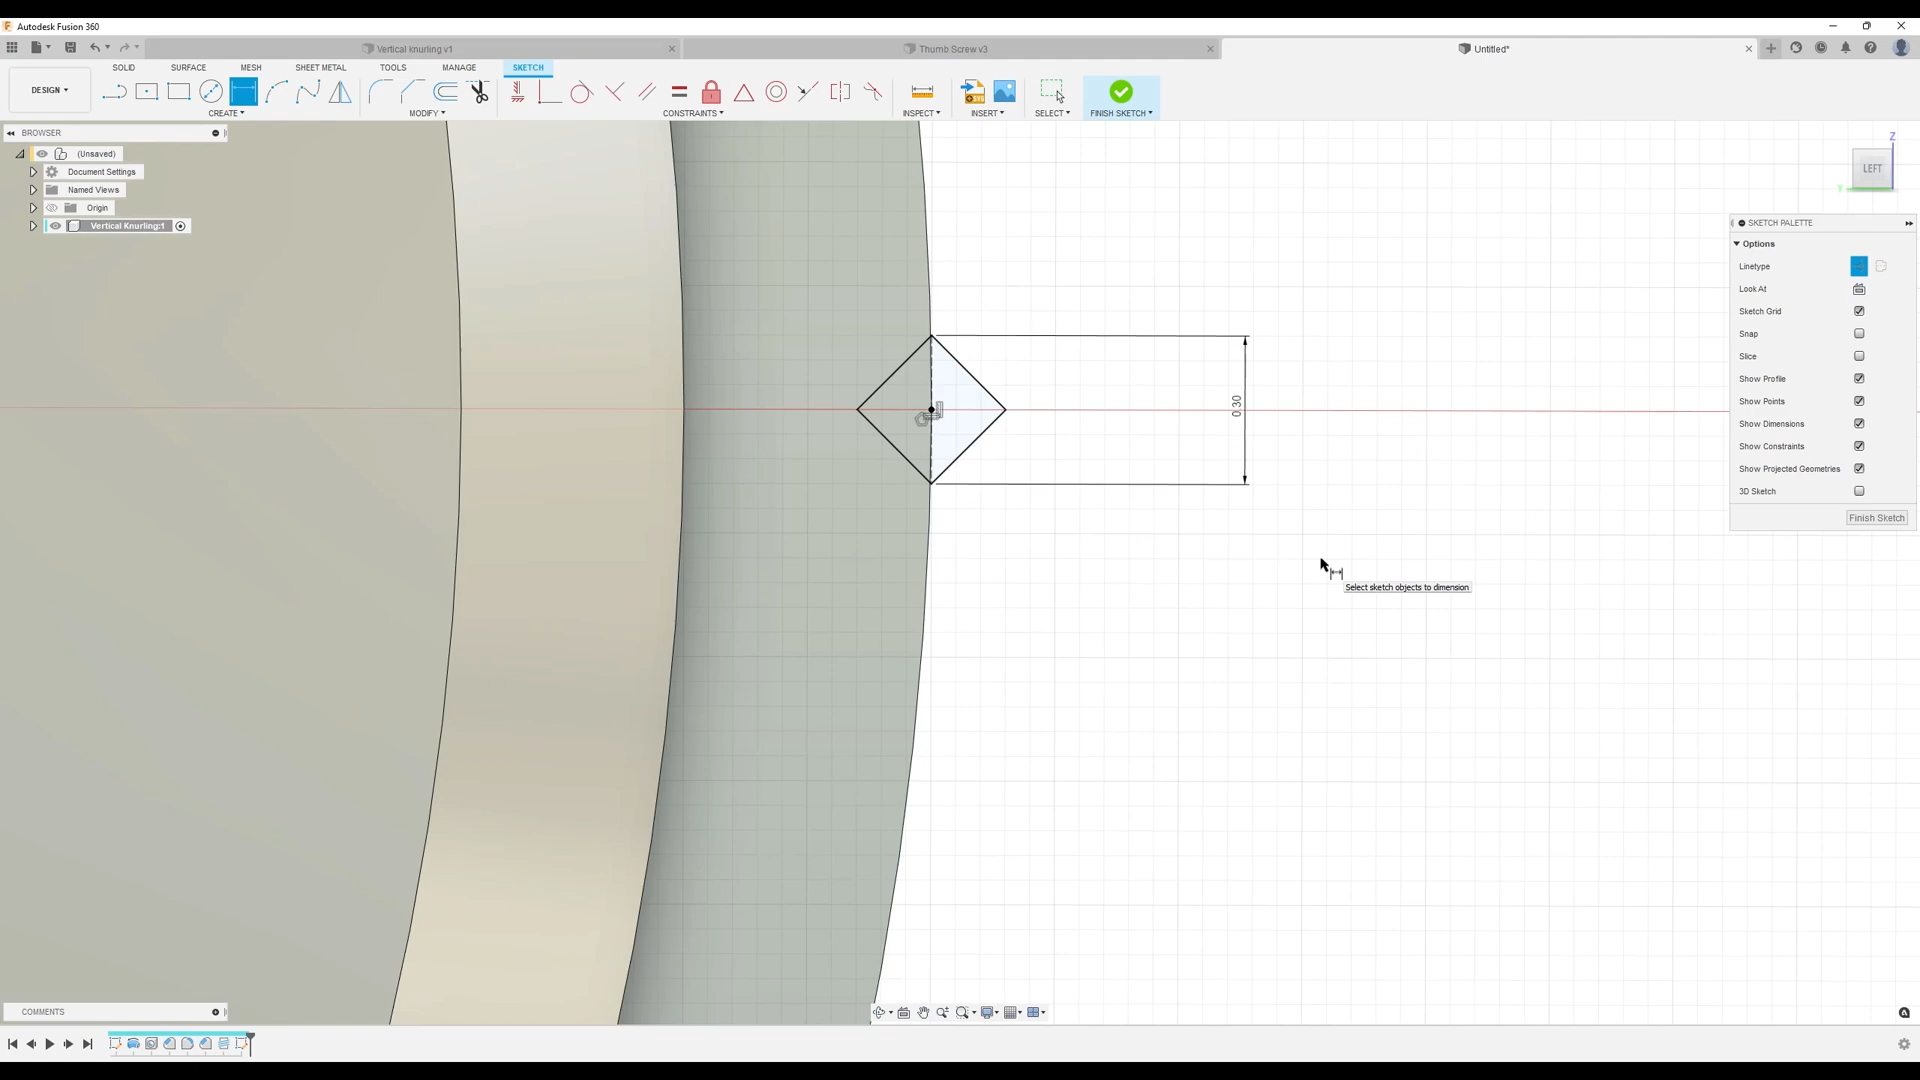 Autodesk Fusion 360
Vertical knurling v1
Thumb Screw v3
Untitled*
SOLID SURFACE MESH SHEET METAL TOOLS MANAGE SKETCH
DESIGN
CREATE MODIFY CONSTRAINTS INSPECT INSERT SELECT FINISH SKETCH
BROWSER
(Unsaved)
Document Settings
Named Views
Origin
Vertical Knurling:1
Z
LEFT
Y
SKETCH PALETTE
Options
Linetype
Look At
Sketch Grid
Snap
Slice
Show Profile
Show Points
Show Dimensions
Show Constraints
Show Projected Geometries
3D Sketch
Finish Sketch
0.30
Select sketch objects to dimension
COMMENTS